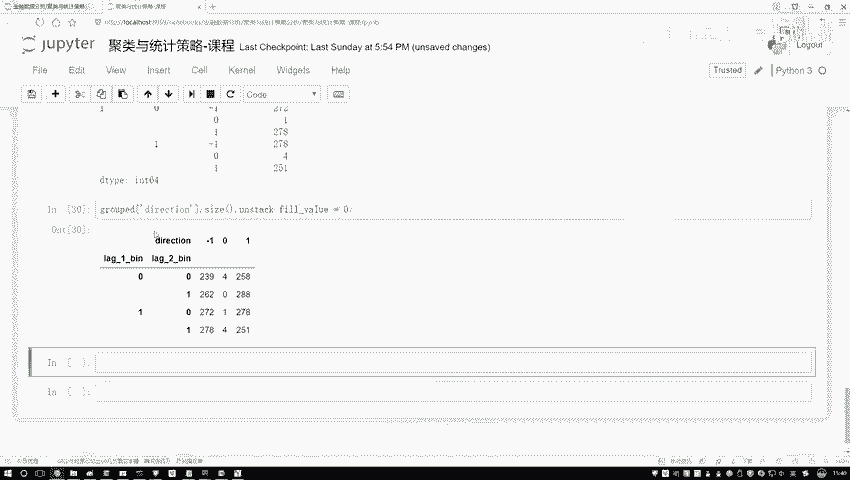 localhost
jupyter 聚类与统计策略-课程 Last Checkpoint: Last Sunday at 5:54 PM (unsaved changes)
Logout
File Edit View Insert Cell Kernel Widgets Help
Trusted Python 3
Code
1 0 -1 272
0 1
1 278
1 -1 278
0 4
1 251
dtype: int64
In [30]: grouped['direction'].size().unstack fill_value = 0
Out[30]:
direction -1 0 1
lag_1_bin lag_2_bin
0 0 239 4 258
1 262 0 288
1 0 272 1 278
1 278 4 251
In [ ]:
In [ ]: